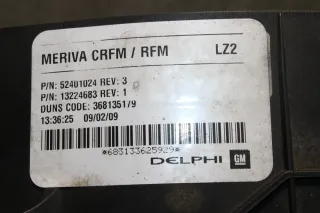 MERIVA CRFM / RFM LZ2
P/N: 52401024 REV: 3
P/N: 13224683 REV: 1
DUNS CODE: 368135179
13:36:25 09/02/09
*683133625929*
DELPHI GM